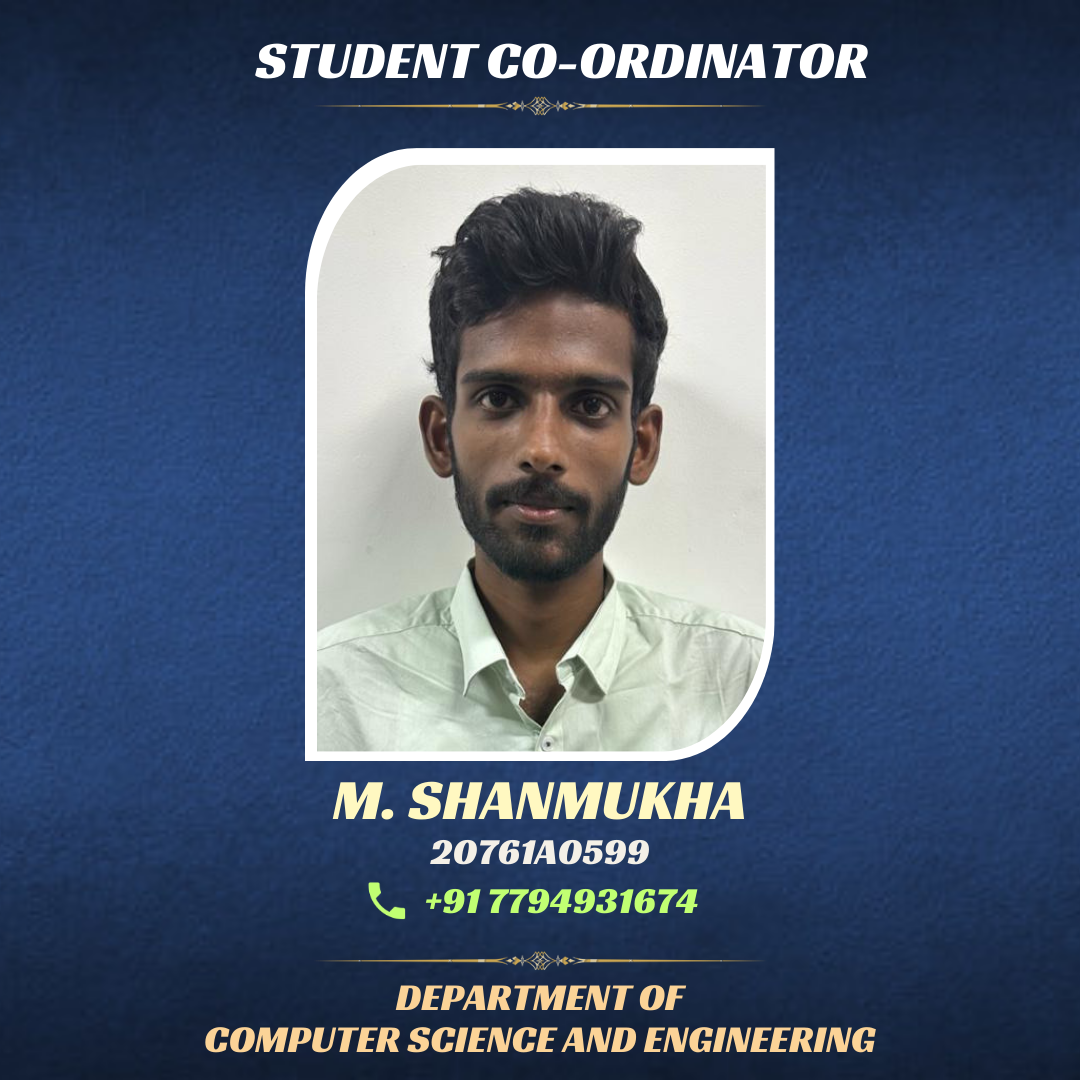 STUDENT CO-ORDINATOR
M. SHANMUKHA
20761A0599
+91 7794931674
DEPARTMENT OF
COMPUTER SCIENCE AND ENGINEERING